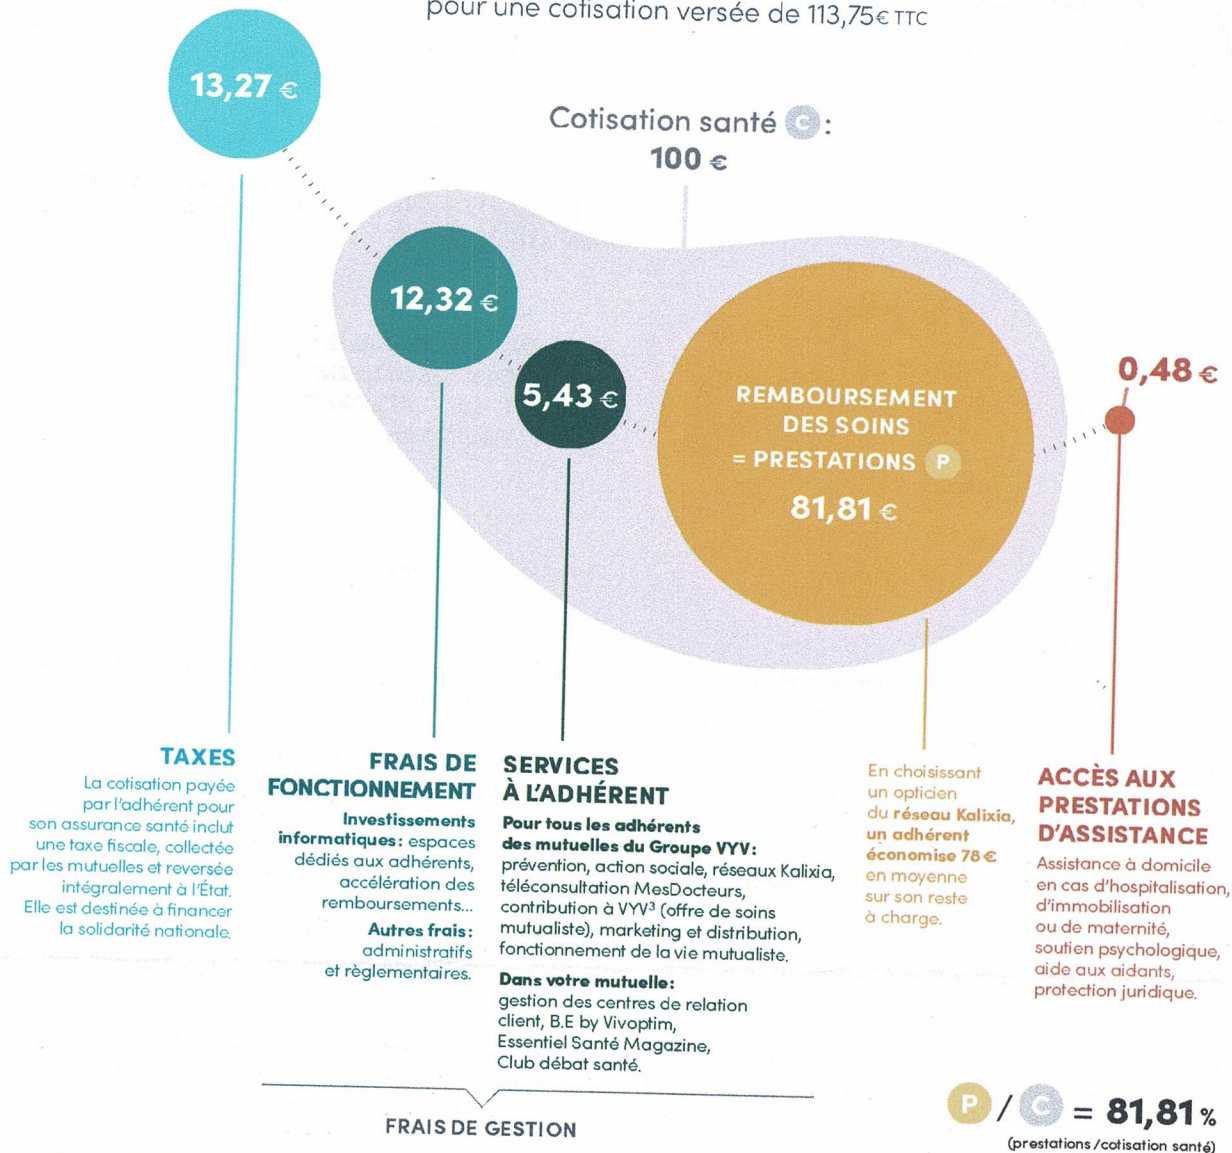 pour une cotisation versée de 113,75€ TTC
13,27 €
Cotisation santé C :
100 €
12,32 €
5,43 €
REMBOURSEMENT
DES SOINS
= PRESTATIONS P
81,81 €
0,48 €
TAXES
La cotisation payée
par l'adhérent pour
son assurance santé inclut
une taxe fiscale, collectée
par les mutuelles et reversée
intégralement à l'État.
Elle est destinée à financer
la solidarité nationale.
FRAIS DE
FONCTIONNEMENT
Investissements
informatiques: espaces
dédiés aux adhérents,
accélération des
remboursements...
Autres frais:
administratifs
et règlementaires.
SERVICES
À L'ADHÉRENT
Pour tous les adhérents
des mutuelles du Groupe VYV:
prévention, action sociale, réseaux Kalixia,
téléconsultation MesDocteurs,
contribution à VYV³ (offre de soins
mutualiste), marketing et distribution,
fonctionnement de la vie mutualiste.
Dans votre mutuelle:
gestion des centres de relation
client, B.E by Vivoptim,
Essentiel Santé Magazine,
Club débat santé.
En choisissant
un opticien
du réseau Kalixia,
un adhérent
économise 78 €
en moyenne
sur son reste
à charge.
ACCÈS AUX
PRESTATIONS
D'ASSISTANCE
Assistance à domicile
en cas d'hospitalisation,
d'immobilisation
ou de maternité,
soutien psychologique,
aide aux aidants,
protection juridique.
FRAIS DE GESTION
P / C = 81,81 %
(prestations/cotisation santé)